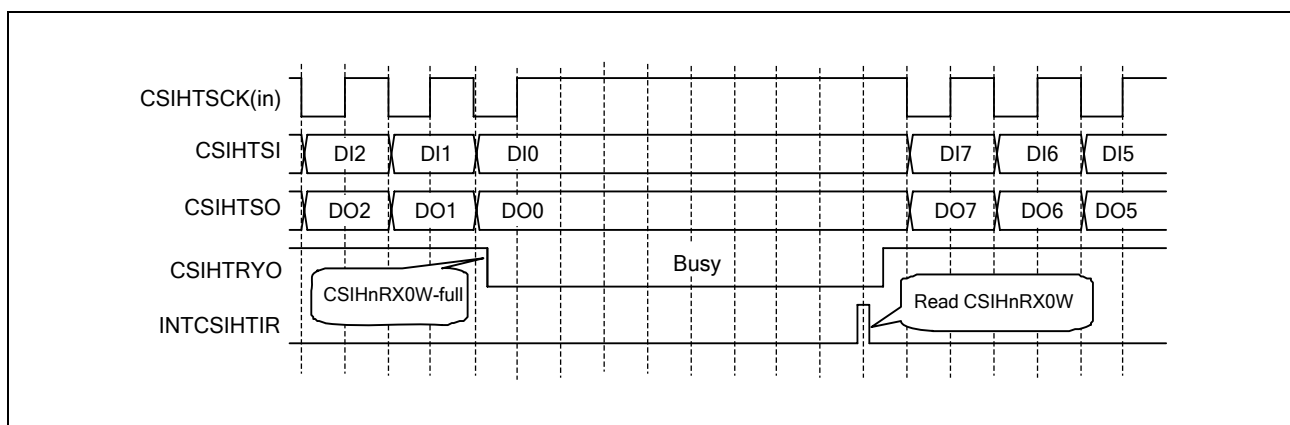 CSIHTSCK(in)
CSIHTSI DI2 DI1 DI0 DI7 DI6 DI5
CSIHTSO DO2 DO1 DO0 DO7 DO6 DO5
CSIHTRYO Busy
CSIHnRX0W-full Read CSIHnRX0W
INTCSIHTIR